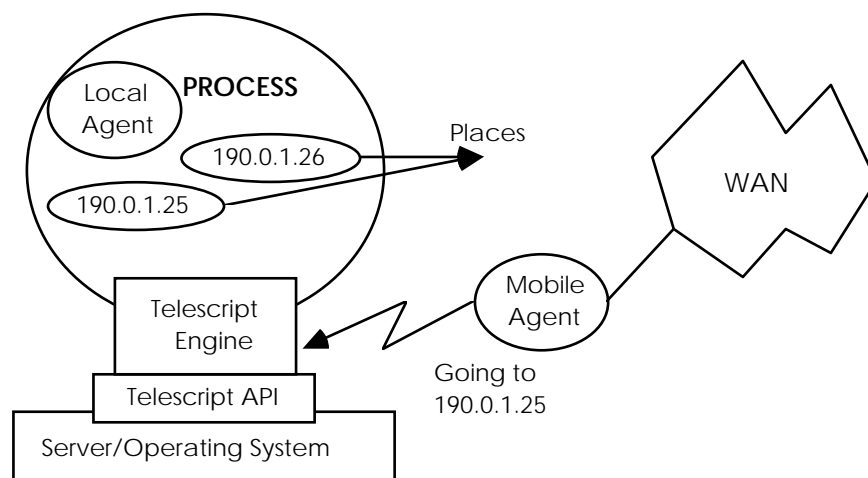 Local
Agent
PROCESS
190.0.1.26
190.0.1.25
Places
WAN
Telescript
Engine
Mobile
Agent
Going to
190.0.1.25
Telescript API
Server/Operating System